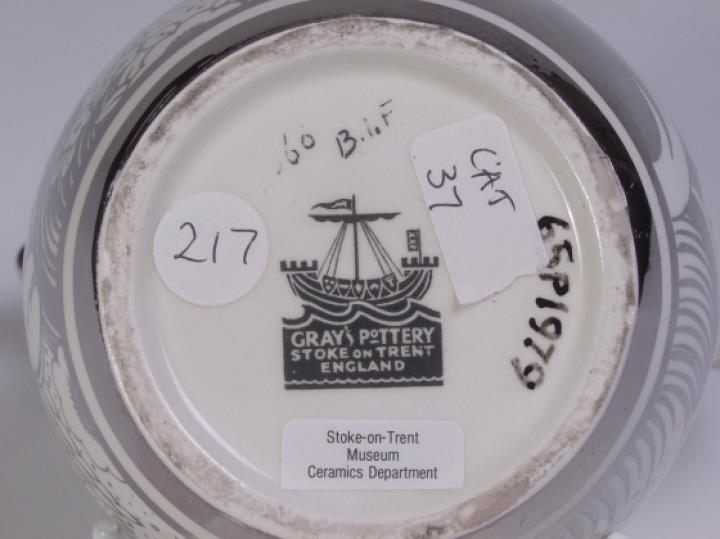 60 B.I.F
CAT
37
217
GRAY'S POTTERY
STOKE ON TRENT
ENGLAND
65P1979
Stoke-on-Trent
Museum
Ceramics Department